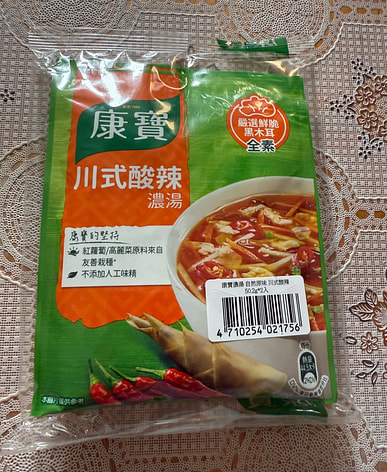 康寶
嚴選鮮脆
黑木耳
全素
川式酸辣
濃湯
康寶的堅持
紅蘿蔔/高麗菜原料來自
友善栽種*
不添加人工味精
康寶濃湯 自然原味 川式酸辣
50.2g*2入
4 710254 021756